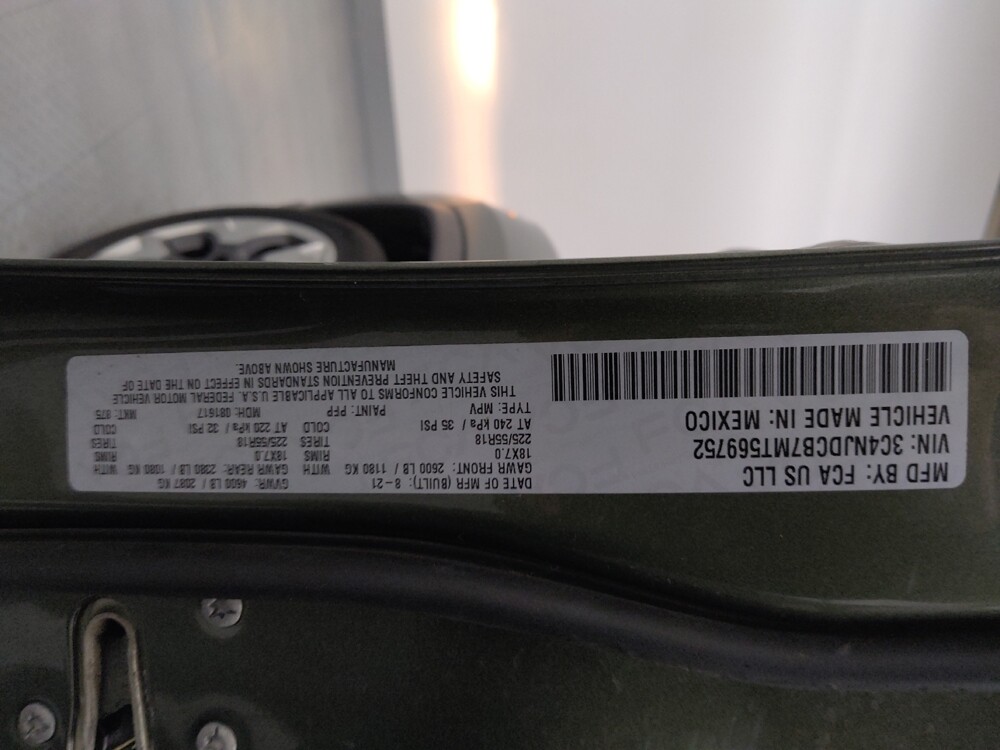 MFD BY: FCA US LLC
VIN: 3C4NJDCB7MT569752
VEHICLE MADE IN: MEXICO
DATE OF MFR (BUILT): 8-21 GVWR: 4600 LB / 2087 KG
GAWR FRONT: 2600 LB / 1180 KG WITH GAWR REAR: 2380 LB / 1080 KG WITH
18X7.0 RIMS 18X7.0 RIMS
225/55R18 TIRES 225/55R18 TIRES
AT 240 kPa / 35 PSI COLD AT 220 kPa / 32 PSI COLD
TYPE: MPV PAINT: PFP MDH: 081617 MKT: 875
THIS VEHICLE CONFORMS TO ALL APPLICABLE U.S.A. FEDERAL MOTOR VEHICLE
SAFETY AND THEFT PREVENTION STANDARDS IN EFFECT ON THE DATE OF
MANUFACTURE SHOWN ABOVE.